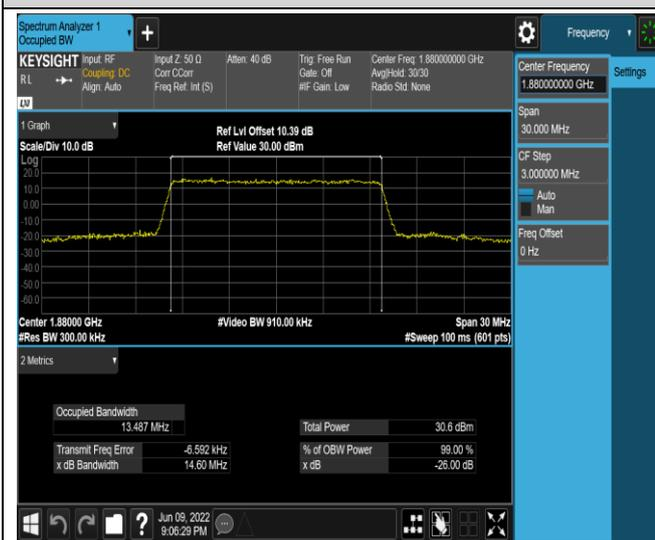 Spectrum Analyzer 1
Occupied BW
+
Frequency
KEYSIGHT
RL
LXI
Input: RF
Coupling: DC
Align: Auto
Input Z: 50 Ω
Corr CCorr
Freq Ref: Int (S)
Atten: 40 dB
Trig: Free Run
Gate: Off
#IF Gain: Low
Center Freq: 1.880000000 GHz
Avg|Hold: 30/30
Radio Std: None
Center Frequency
1.880000000 GHz
Settings
Span
30.000 MHz
CF Step
3.000000 MHz
Auto
Man
Freq Offset
0 Hz
1 Graph
Scale/Div 10.0 dB
Ref Lvl Offset 10.39 dB
Ref Value 30.00 dBm
Log
20.0
10.0
0.00
-10.0
-20.0
-30.0
-40.0
-50.0
-60.0
Center 1.88000 GHz
#Video BW 910.00 kHz
Span 30 MHz
#Res BW 300.00 kHz
#Sweep 100 ms (601 pts)
2 Metrics
Occupied Bandwidth
13.487 MHz
Total Power 30.6 dBm
Transmit Freq Error -6.592 kHz
% of OBW Power 99.00 %
x dB Bandwidth 14.60 MHz
x dB -26.00 dB
?
Jun 09, 2022
9:06:29 PM